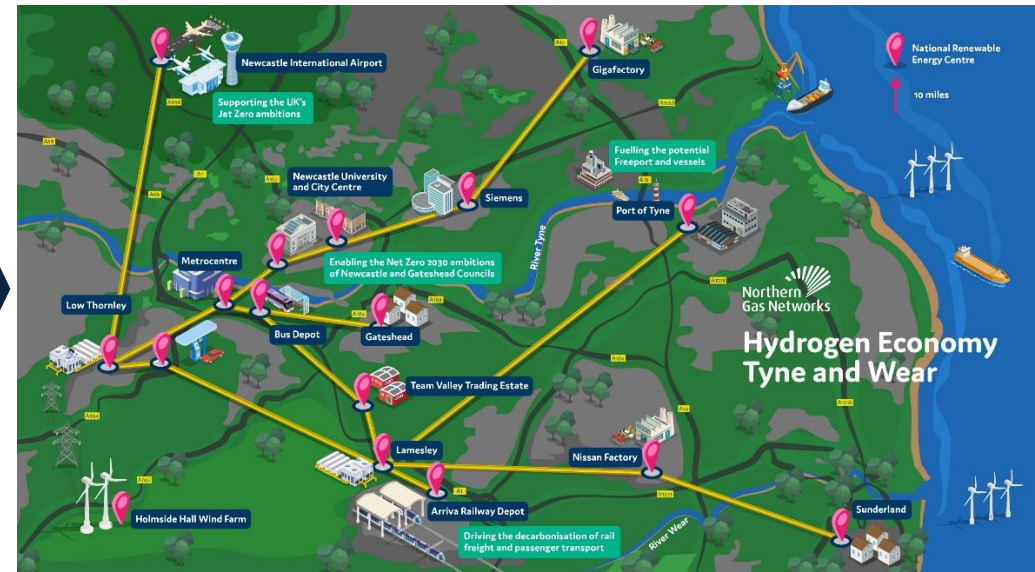 Newcastle International Airport
Supporting the UK's
Jet Zero ambitions
Gigafactory
National Renewable
Energy Centre
10 miles
Fuelling the potential
Freeport and vessels
Newcastle University
and City Centre
Siemens
Port of Tyne
River Tyne
Metrocentre
Enabling the Net Zero 2030 ambitions
of Newcastle and Gateshead Councils
Low Thornley
Bus Depot
Gateshead
Northern
Gas Networks
Hydrogen Economy
Tyne and Wear
Team Valley Trading Estate
Lamesley
Nissan Factory
Arriva Railway Depot
Holmside Hall Wind Farm
Sunderland
Driving the decarbonisation of rail
freight and passenger transport
River Wear
A1